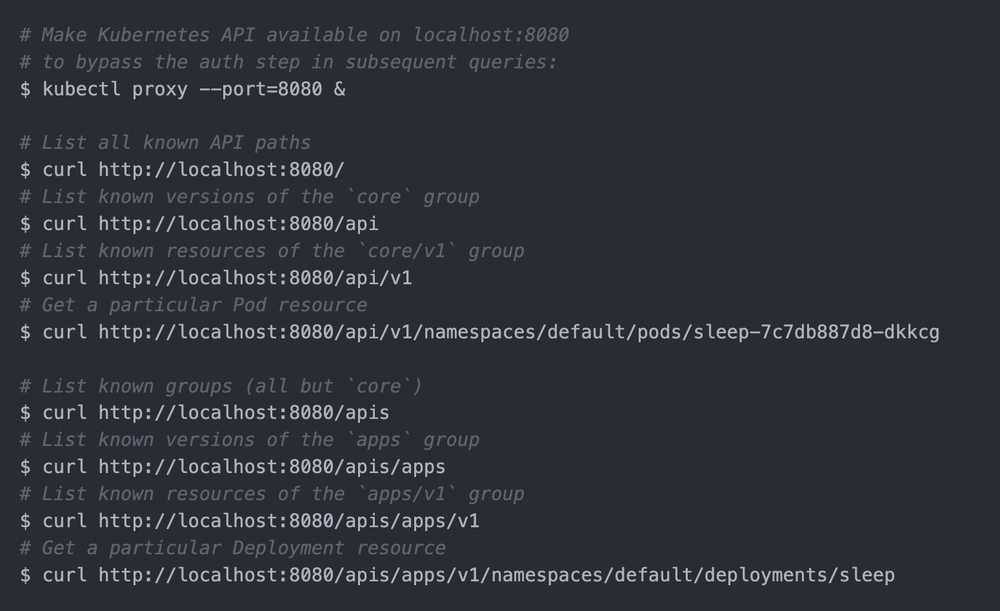 # Make Kubernetes API available on localhost:8080
# to bypass the auth step in subsequent queries:
$ kubectl proxy --port=8080 &
# List all known API paths
$ curl http://localhost:8080/
# List known versions of the `core` group
$ curl http://localhost:8080/api
# List known resources of the `core/v1` group
$ curl http://localhost:8080/api/v1
# Get a particular Pod resource
$ curl http://localhost:8080/api/v1/namespaces/default/pods/sleep-7c7db887d8-dkkcg
# List known groups (all but `core`)
$ curl http://localhost:8080/apis
# List known versions of the `apps` group
$ curl http://localhost:8080/apis/apps
# List known resources of the `apps/v1` group
$ curl http://localhost:8080/apis/apps/v1
# Get a particular Deployment resource
$ curl http://localhost:8080/apis/apps/v1/namespaces/default/deployments/sleep